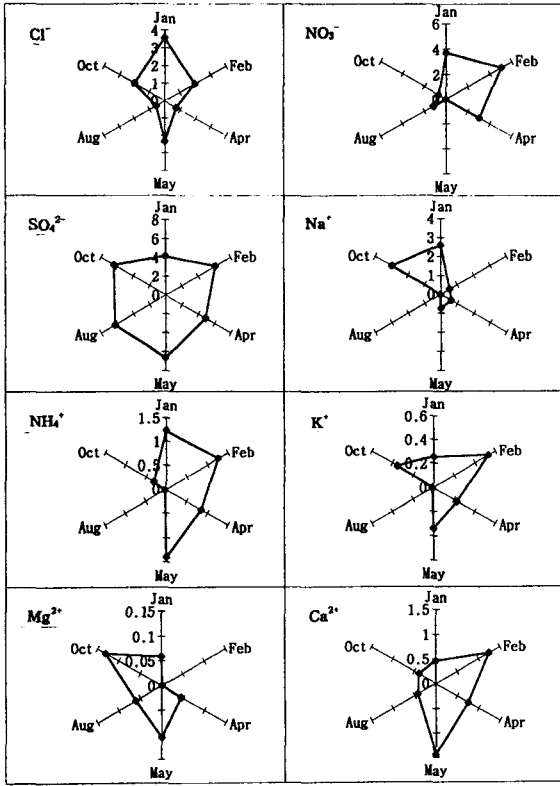 Cl⁻
Jan
4
3
2
1
0
Feb
Apr
May
Aug
Oct
NO₃⁻
Jan
6
4
2
0
Feb
Apr
May
Aug
Oct
SO₄²⁻
Jan
8
6
4
2
0
Feb
Apr
May
Aug
Oct
Na⁺
Jan
4
3
2
1
0
Feb
Apr
May
Aug
Oct
NH₄⁺
Jan
1.5
1
0.5
0
Feb
Apr
May
Aug
Oct
K⁺
Jan
0.6
0.4
0.2
0
Feb
Apr
May
Aug
Oct
Mg²⁺
Jan
0.15
0.1
0.05
0
Feb
Apr
May
Aug
Oct
Ca²⁺
Jan
1.5
1
0.5
0
Feb
Apr
May
Aug
Oct